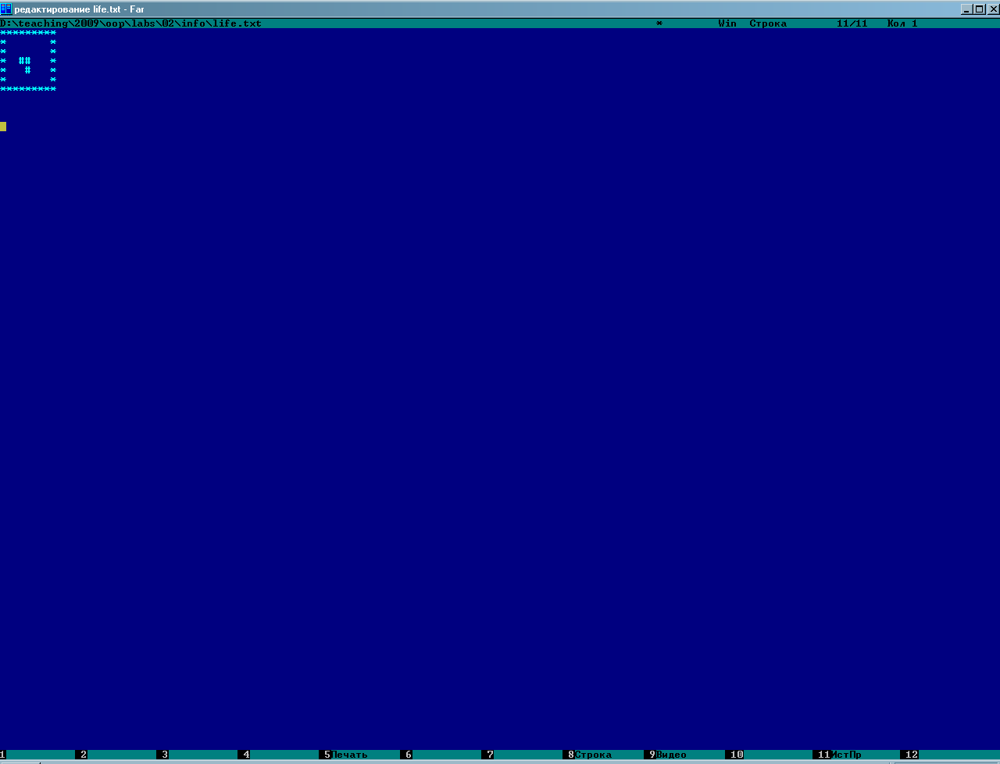 редактирование life.txt - Far
D:\teaching\2009\oop\labs\02\info\life.txt * Win Строка 11/11 Кол 1
*********
*       *
*       *
*  ##   *
*   #   *
*       *
*********
1 2 3 4 5Печать 6 7 8Строка 9Видео 10 11ИстПр 12